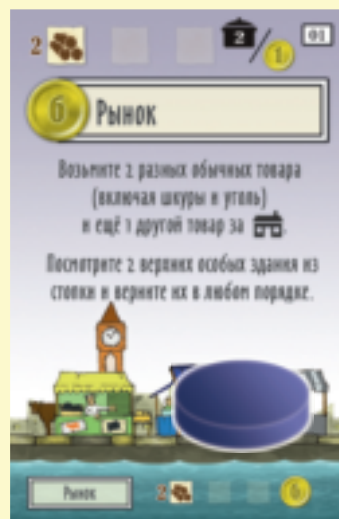 2 2 / 1 01
6 Рынок
Возьмите 2 разных обычных товара
(включая шкуры и уголь)
и ещё 1 другой товар за
Посмотрите 2 верхних особых здания из
стопки и верните их в любом порядке.
Рынок 2 6